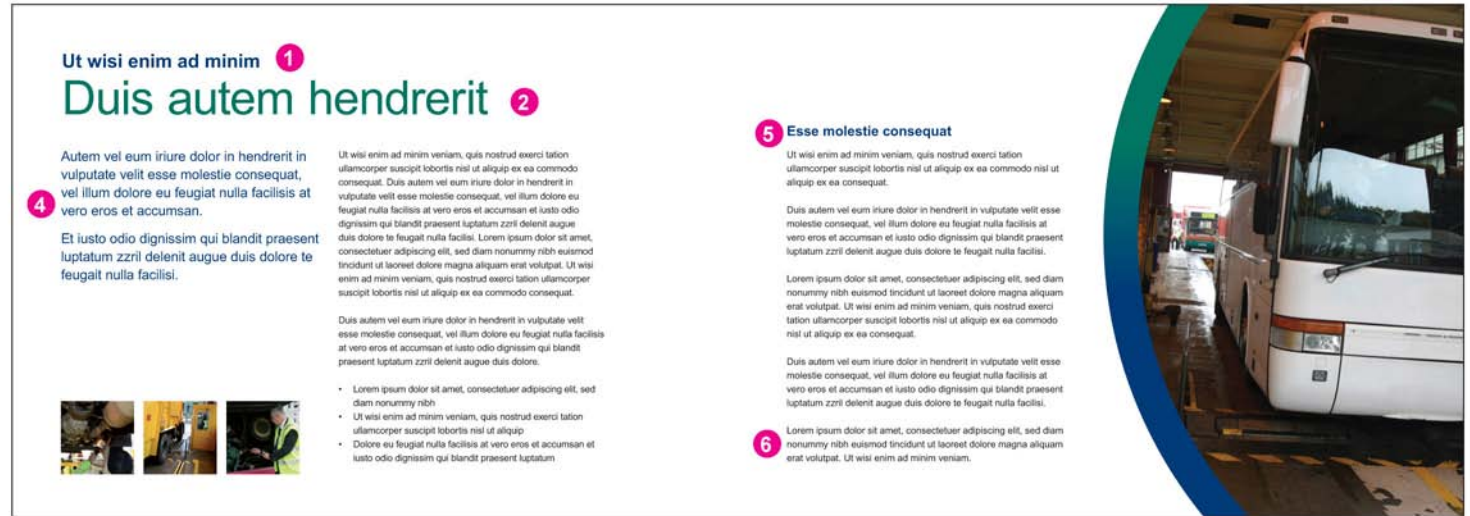 Ut wisi enim ad minim 1
Duis autem hendrerit 2
Autem vel eum iriure dolor in hendrerit in
vulputate velit esse molestie consequat,
vel illum dolore eu feugiat nulla facilisis at
4 vero eros et accumsan.
Et iusto odio dignissim qui blandit praesent
luptatum zzril delenit augue duis dolore te
feugait nulla facilisi.
Ut wisi enim ad minim veniam, quis nostrud exerci tation
ullamcorper suscipit lobortis nisl ut aliquip ex ea commodo
consequat. Duis autem vel eum iriure dolor in hendrerit in
vulputate velit esse molestie consequat, vel illum dolore eu
feugiat nulla facilisis at vero eros et accumsan et iusto odio
dignissim qui blandit praesent luptatum zzril delenit augue
duis dolore te feugait nulla facilisi. Lorem ipsum dolor sit amet,
consectetuer adipiscing elit, sed diam nonummy nibh euismod
tincidunt ut laoreet dolore magna aliquam erat volutpat. Ut wisi
enim ad minim veniam, quis nostrud exerci tation ullamcorper
suscipit lobortis nisl ut aliquip ex ea commodo consequat.
Duis autem vel eum iriure dolor in hendrerit in vulputate velit
esse molestie consequat, vel illum dolore eu feugiat nulla facilisis
at vero eros et accumsan et iusto odio dignissim qui blandit
praesent luptatum zzril delenit augue duis dolore.
• Lorem ipsum dolor sit amet, consectetuer adipiscing elit, sed
diam nonummy nibh
• Ut wisi enim ad minim veniam, quis nostrud exerci tation
ullamcorper suscipit lobortis nisl ut aliquip
• Dolore eu feugiat nulla facilisis at vero eros et accumsan et
iusto odio dignissim qui blandit praesent luptatum
5 Esse molestie consequat
Ut wisi enim ad minim veniam, quis nostrud exerci tation
ullamcorper suscipit lobortis nisl ut aliquip ex ea commodo nisl ut
aliquip ex ea consequat.
Duis autem vel eum iriure dolor in hendrerit in vulputate velit esse
molestie consequat, vel illum dolore eu feugiat nulla facilisis at
vero eros et accumsan et iusto odio dignissim qui blandit praesent
luptatum zzril delenit augue duis dolore te feugait nulla facilisi.
Lorem ipsum dolor sit amet, consectetuer adipiscing elit, sed diam
nonummy nibh euismod tincidunt ut laoreet dolore magna aliquam
erat volutpat. Ut wisi enim ad minim veniam, quis nostrud exerci
tation ullamcorper suscipit lobortis nisl ut aliquip ex ea commodo
nisl ut aliquip ex ea consequat.
Duis autem vel eum iriure dolor in hendrerit in vulputate velit esse
molestie consequat, vel illum dolore eu feugiat nulla facilisis at
vero eros et accumsan et iusto odio dignissim qui blandit praesent
luptatum zzril delenit augue duis dolore te feugait nulla facilisi.
Lorem ipsum dolor sit amet, consectetuer adipiscing elit, sed diam
6 nonummy nibh euismod tincidunt ut laoreet dolore magna aliquam
erat volutpat. Ut wisi enim ad minim veniam.